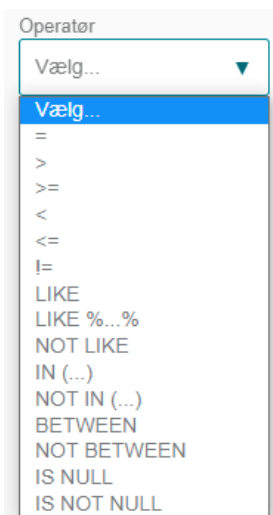 Operatør
Vælg...
Vælg...
=
>
>=
<
<=
!=
LIKE
LIKE %...%
NOT LIKE
IN (...)
NOT IN (...)
BETWEEN
NOT BETWEEN
IS NULL
IS NOT NULL